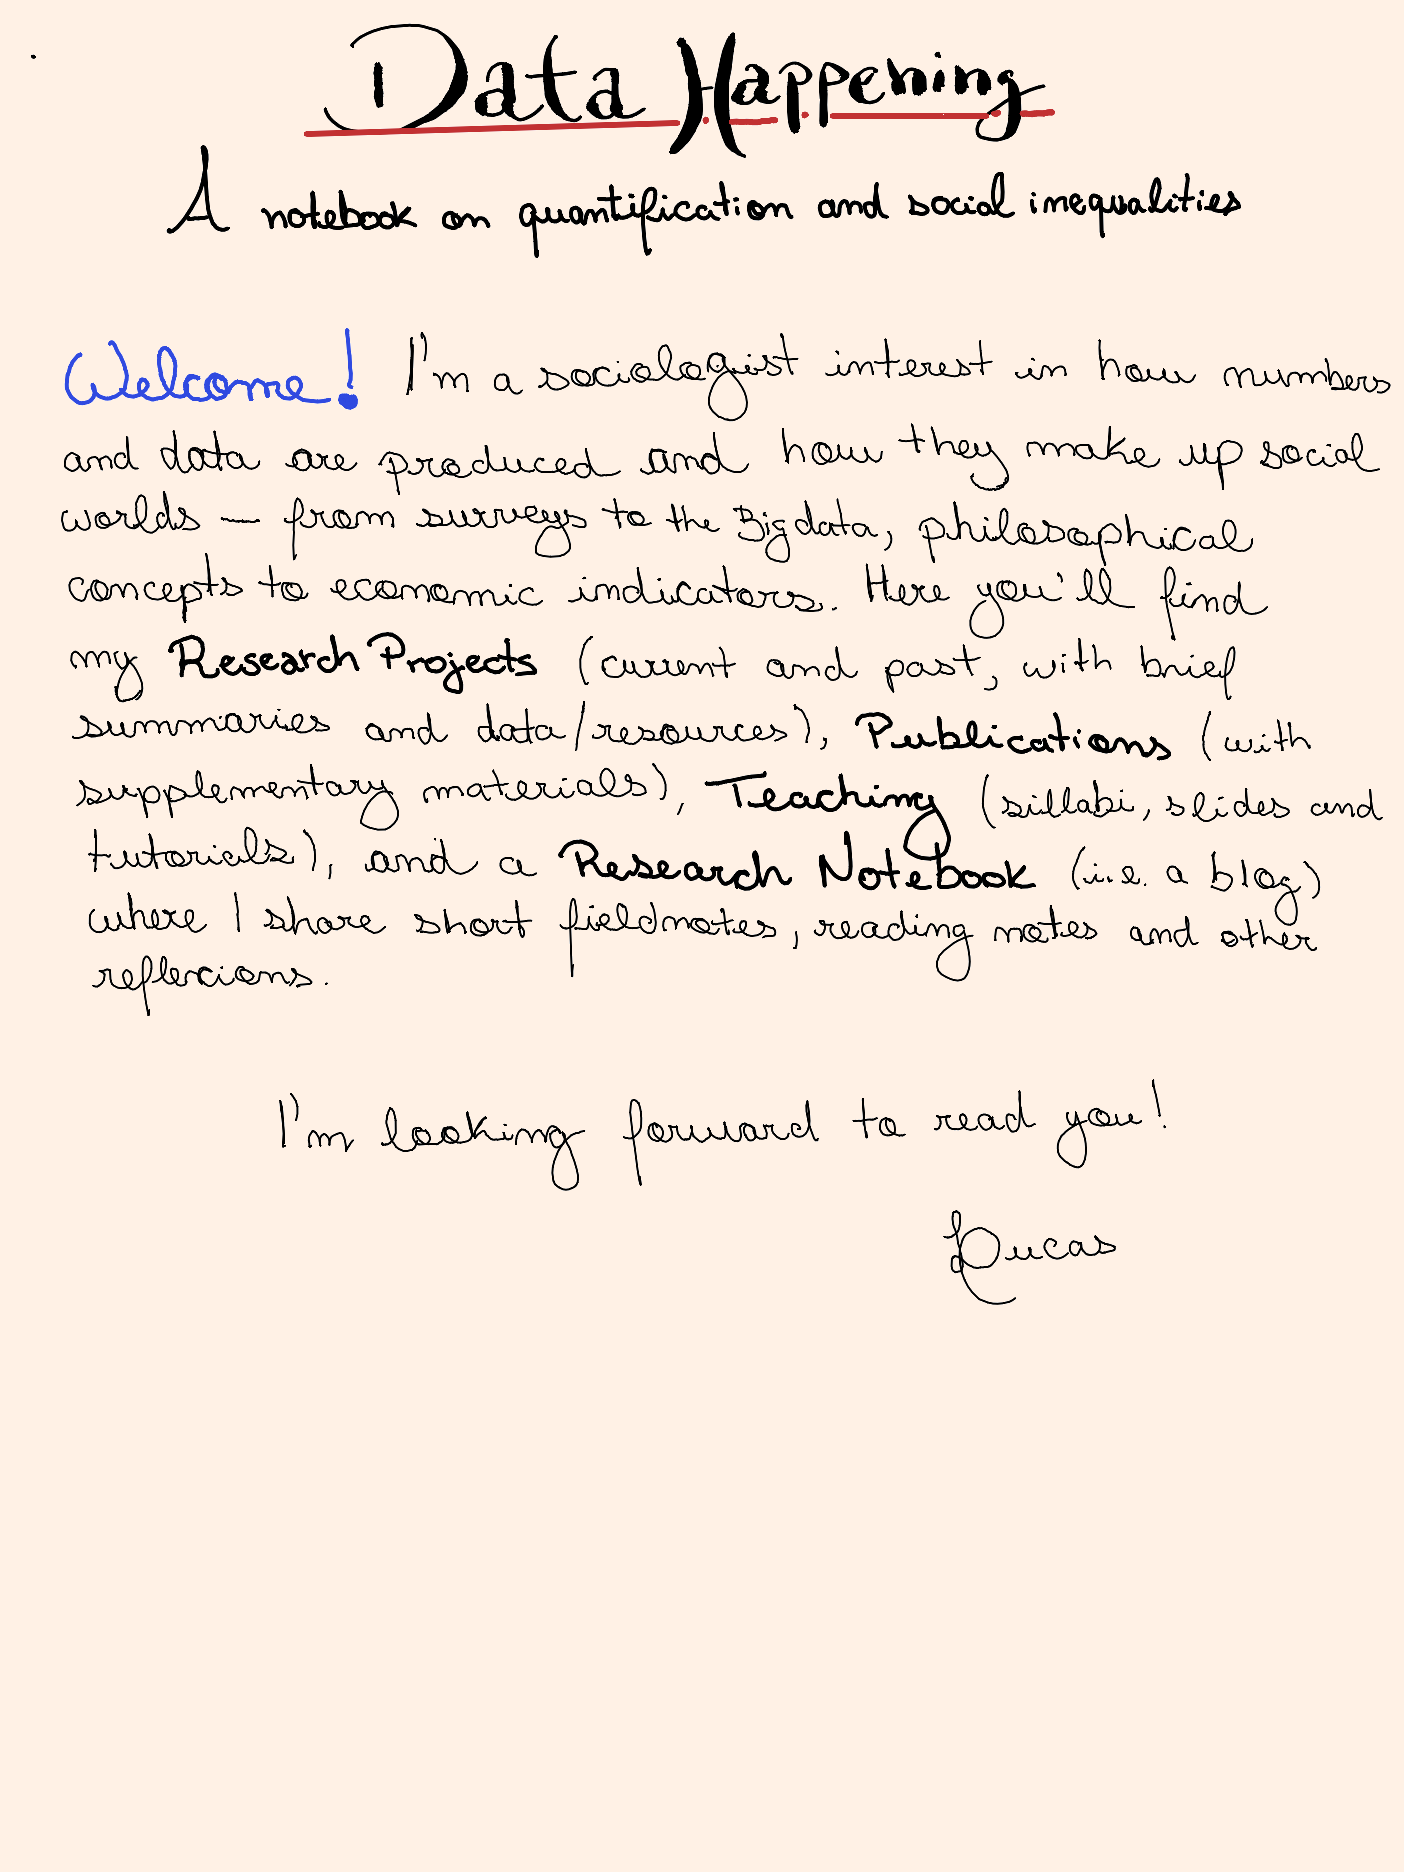 Data Happening
A notebook on quantification and social inequalities
Welcome! I'm a sociologist interest in how numbers
and data are produced and how they make up social
worlds — from surveys to the Big data, philosophical
concepts to economic indicators. Here you'll find
my Research Projects (current and past, with brief
summaries and data/resources), Publications (with
supplementary materials), Teaching (sillabi, slides and
tutorials), and a Research Notebook (i.e. a blog)
where I share short fieldnotes, reading notes and other
reflexions.
I'm looking forward to read you!
Lucas